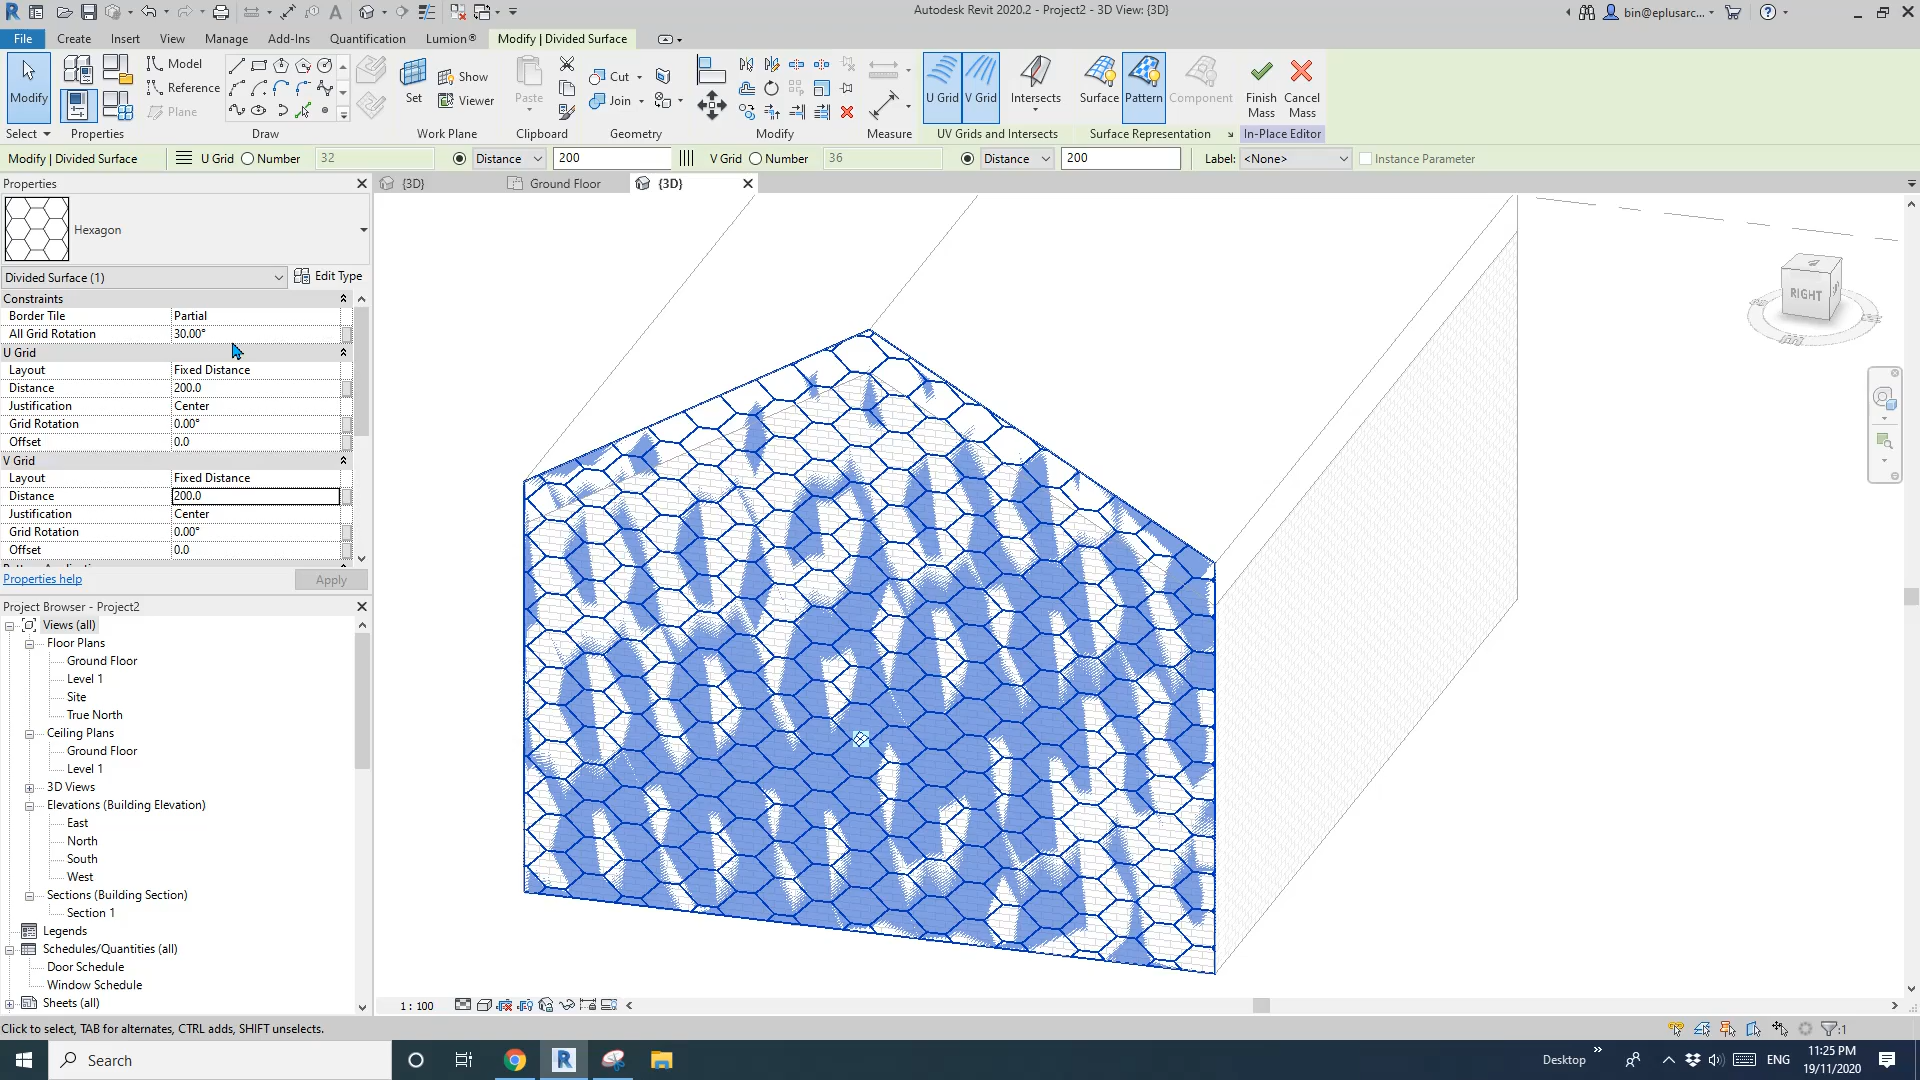 Autodesk Revit 2020.2 - Project2 - 3D View: {3D}
bin@eplusarc...
File Create Insert View Manage Add-Ins Quantification Lumion® Modify | Divided Surface
Modify Model Reference Plane Set Show Viewer Paste Cut Join U Grid V Grid Intersects Surface Pattern Component Finish Mass Cancel Mass
Select Properties Draw Work Plane Clipboard Geometry Modify Measure UV Grids and Intersects Surface Representation In-Place Editor
Modify | Divided Surface U Grid Number 32 Distance 200 V Grid Number 36 Distance 200 Label: <None> Instance Parameter
Properties
{3D} Ground Floor {3D}
Hexagon
Divided Surface (1) Edit Type
Constraints
Border Tile Partial
All Grid Rotation 30.00°
U Grid
Layout Fixed Distance
Distance 200.0
Justification Center
Grid Rotation 0.00°
Offset 0.0
V Grid
Layout Fixed Distance
Distance 200.0
Justification Center
Grid Rotation 0.00°
Offset 0.0
Properties help Apply
Project Browser - Project2
Views (all)
Floor Plans
Ground Floor
Level 1
Site
True North
Ceiling Plans
Ground Floor
Level 1
3D Views
Elevations (Building Elevation)
East
North
South
West
Sections (Building Section)
Section 1
Legends
Schedules/Quantities (all)
Door Schedule
Window Schedule
Sheets (all)
RIGHT
1 : 100
Click to select, TAB for alternates, CTRL adds, SHIFT unselects.
:1
Search
Desktop
ENG
11:25 PM
19/11/2020